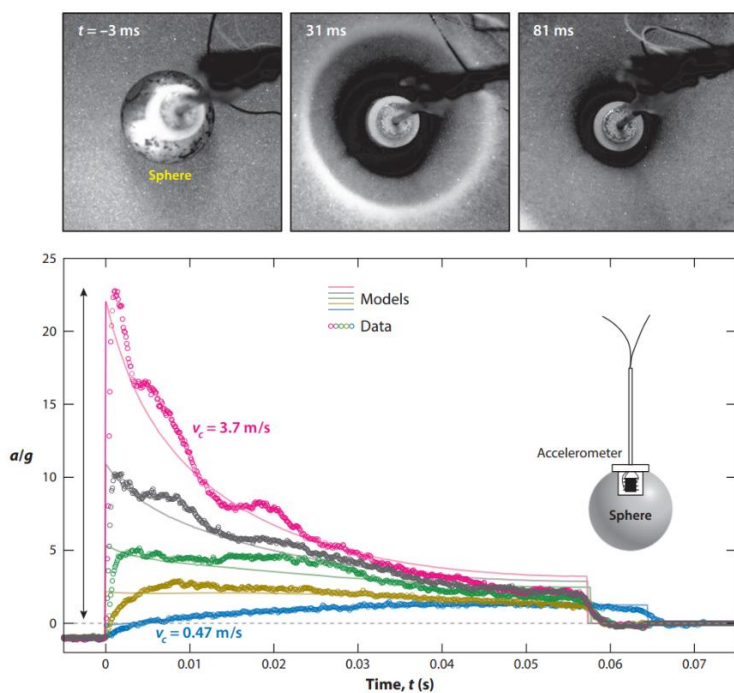 t = –3 ms
31 ms
81 ms
Sphere
25
20
15
10
5
0
a/g
Models
Data
v_c = 3.7 m/s
v_c = 0.47 m/s
Accelerometer
Sphere
0
0.01
0.02
0.03
0.04
0.05
0.06
0.07
Time, t (s)